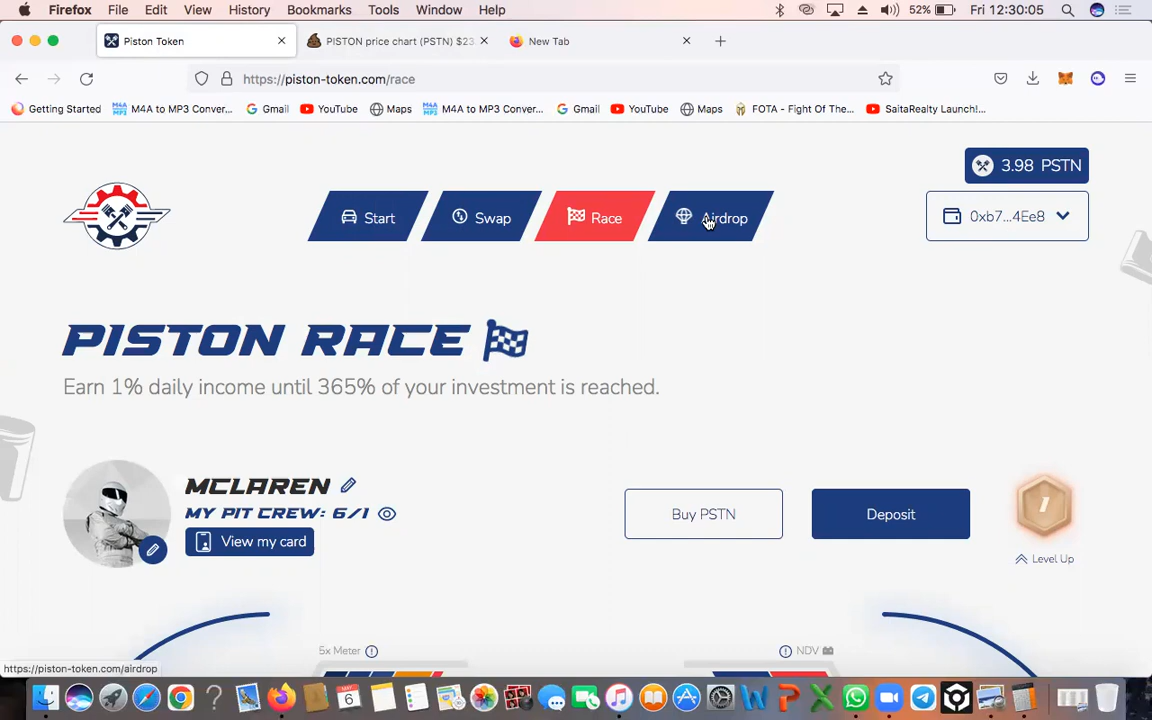 Firefox File Edit View History Bookmarks Tools Window Help 52% Fri 12:30:05
Piston Token PISTON price chart (PSTN) $23 New Tab
https://piston-token.com/race
Getting Started M4A to MP3 Conver... Gmail YouTube Maps M4A to MP3 Conver... Gmail YouTube Maps FOTA - Fight Of The... SaitaRealty Launch!...
3.98 PSTN
Start Swap Race Airdrop 0xb7...4Ee8
PISTON RACE
Earn 1% daily income until 365% of your investment is reached.
MCLAREN
MY PIT CREW: 6/1
View my card
Buy PSTN Deposit
1
Level Up
5x Meter NDV
https://piston-token.com/airdrop
MAY
6